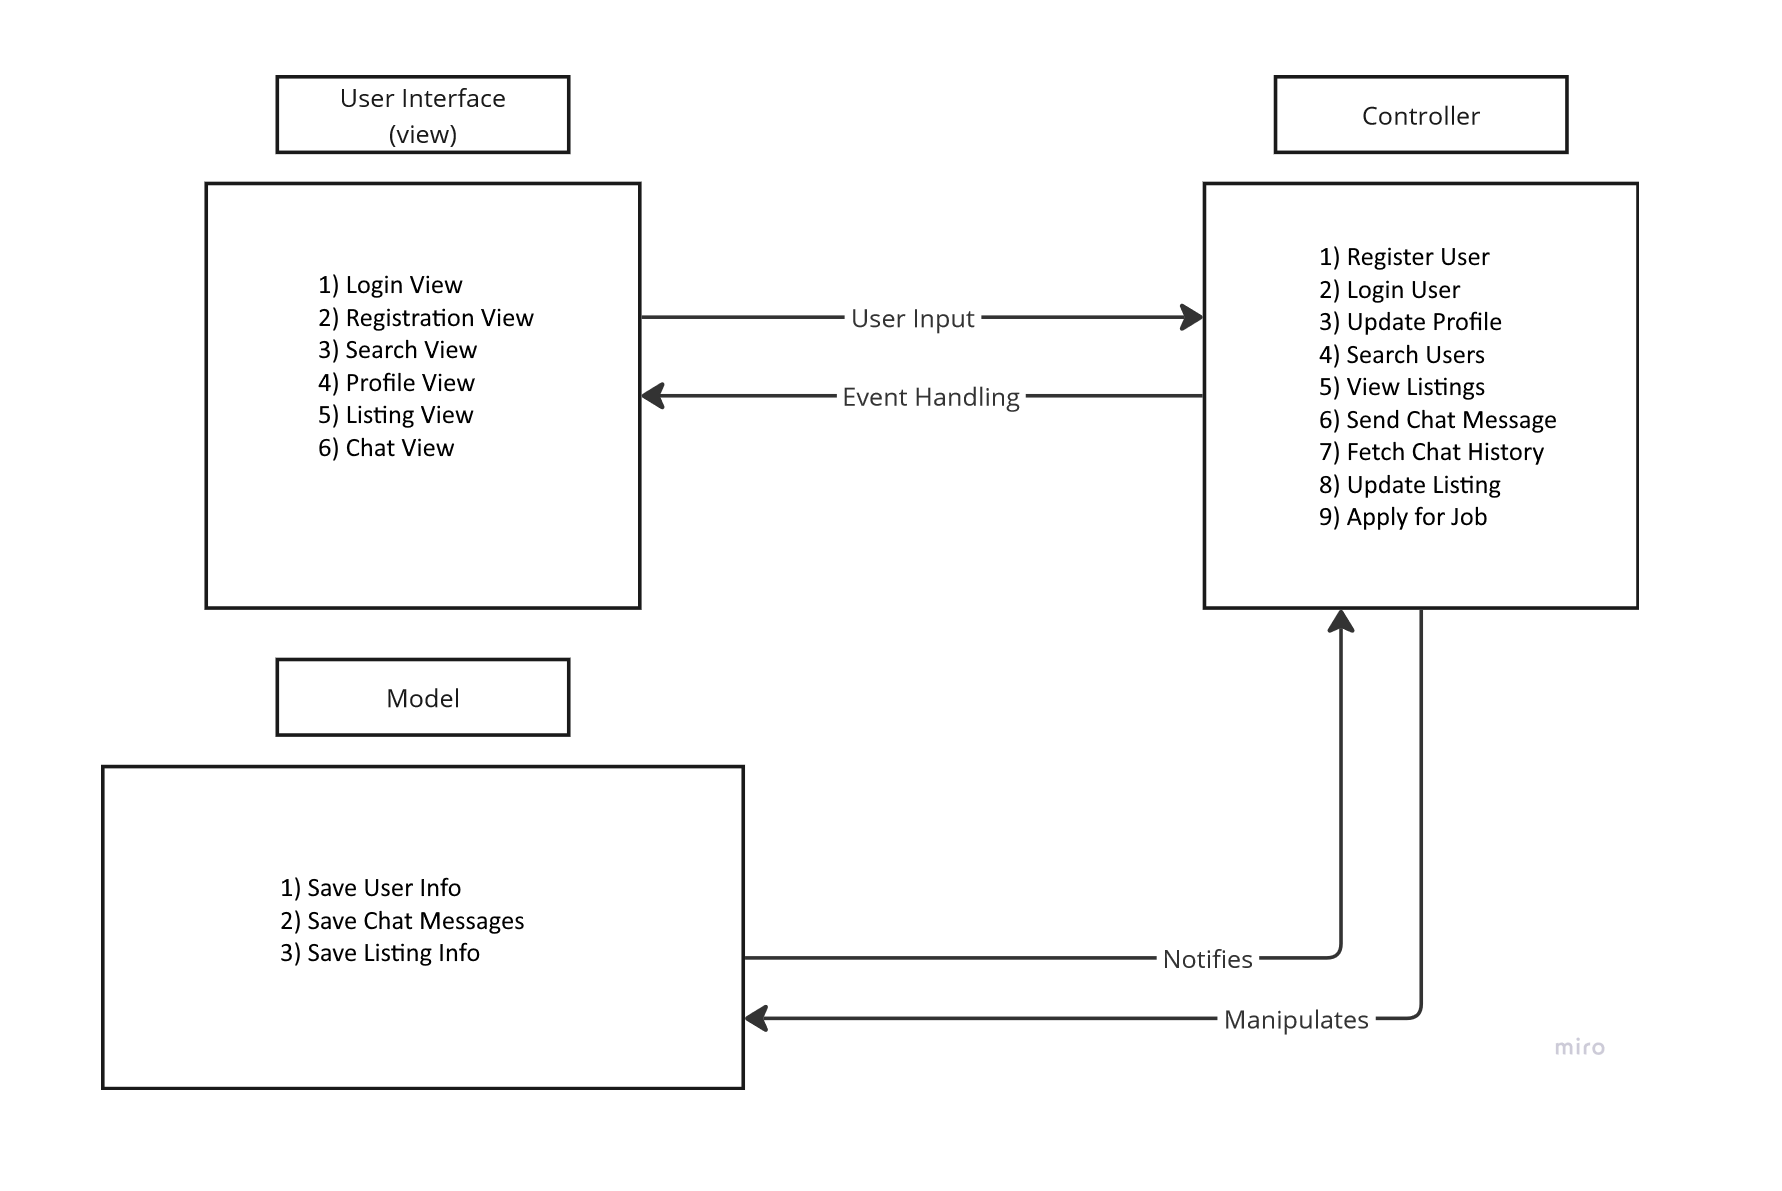 User Interface
(view)
1) Login View
2) Registration View
3) Search View
4) Profile View
5) Listing View
6) Chat View
User Input
Event Handling
Controller
1) Register User
2) Login User
3) Update Profile
4) Search Users
5) View Listings
6) Send Chat Message
7) Fetch Chat History
8) Update Listing
9) Apply for Job
Model
1) Save User Info
2) Save Chat Messages
3) Save Listing Info
Notifies
Manipulates
miro